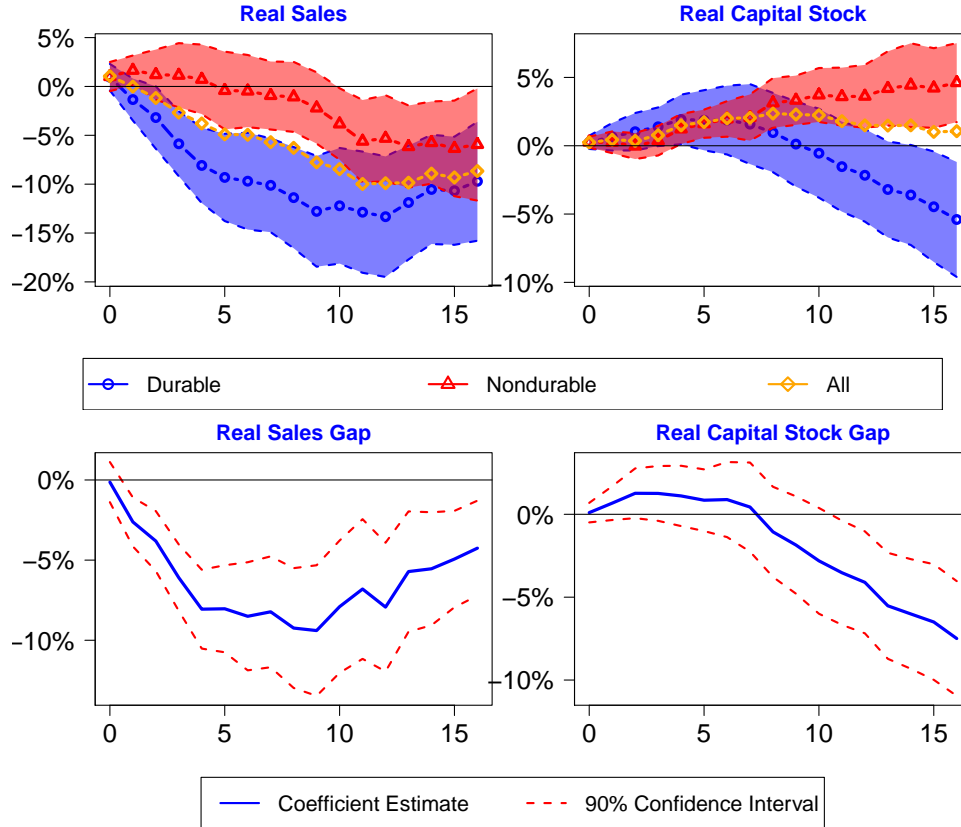 Real Sales
Real Capital Stock
5%
0%
−5%
−10%
−15%
−20%
0 5 10 15
5%
0%
−5%
−10%
0 5 10 15
Durable Nondurable All
Real Sales Gap
Real Capital Stock Gap
0%
−5%
−10%
0 5 10 15
0%
−5%
−10%
0 5 10 15
Coefficient Estimate 90% Confidence Interval